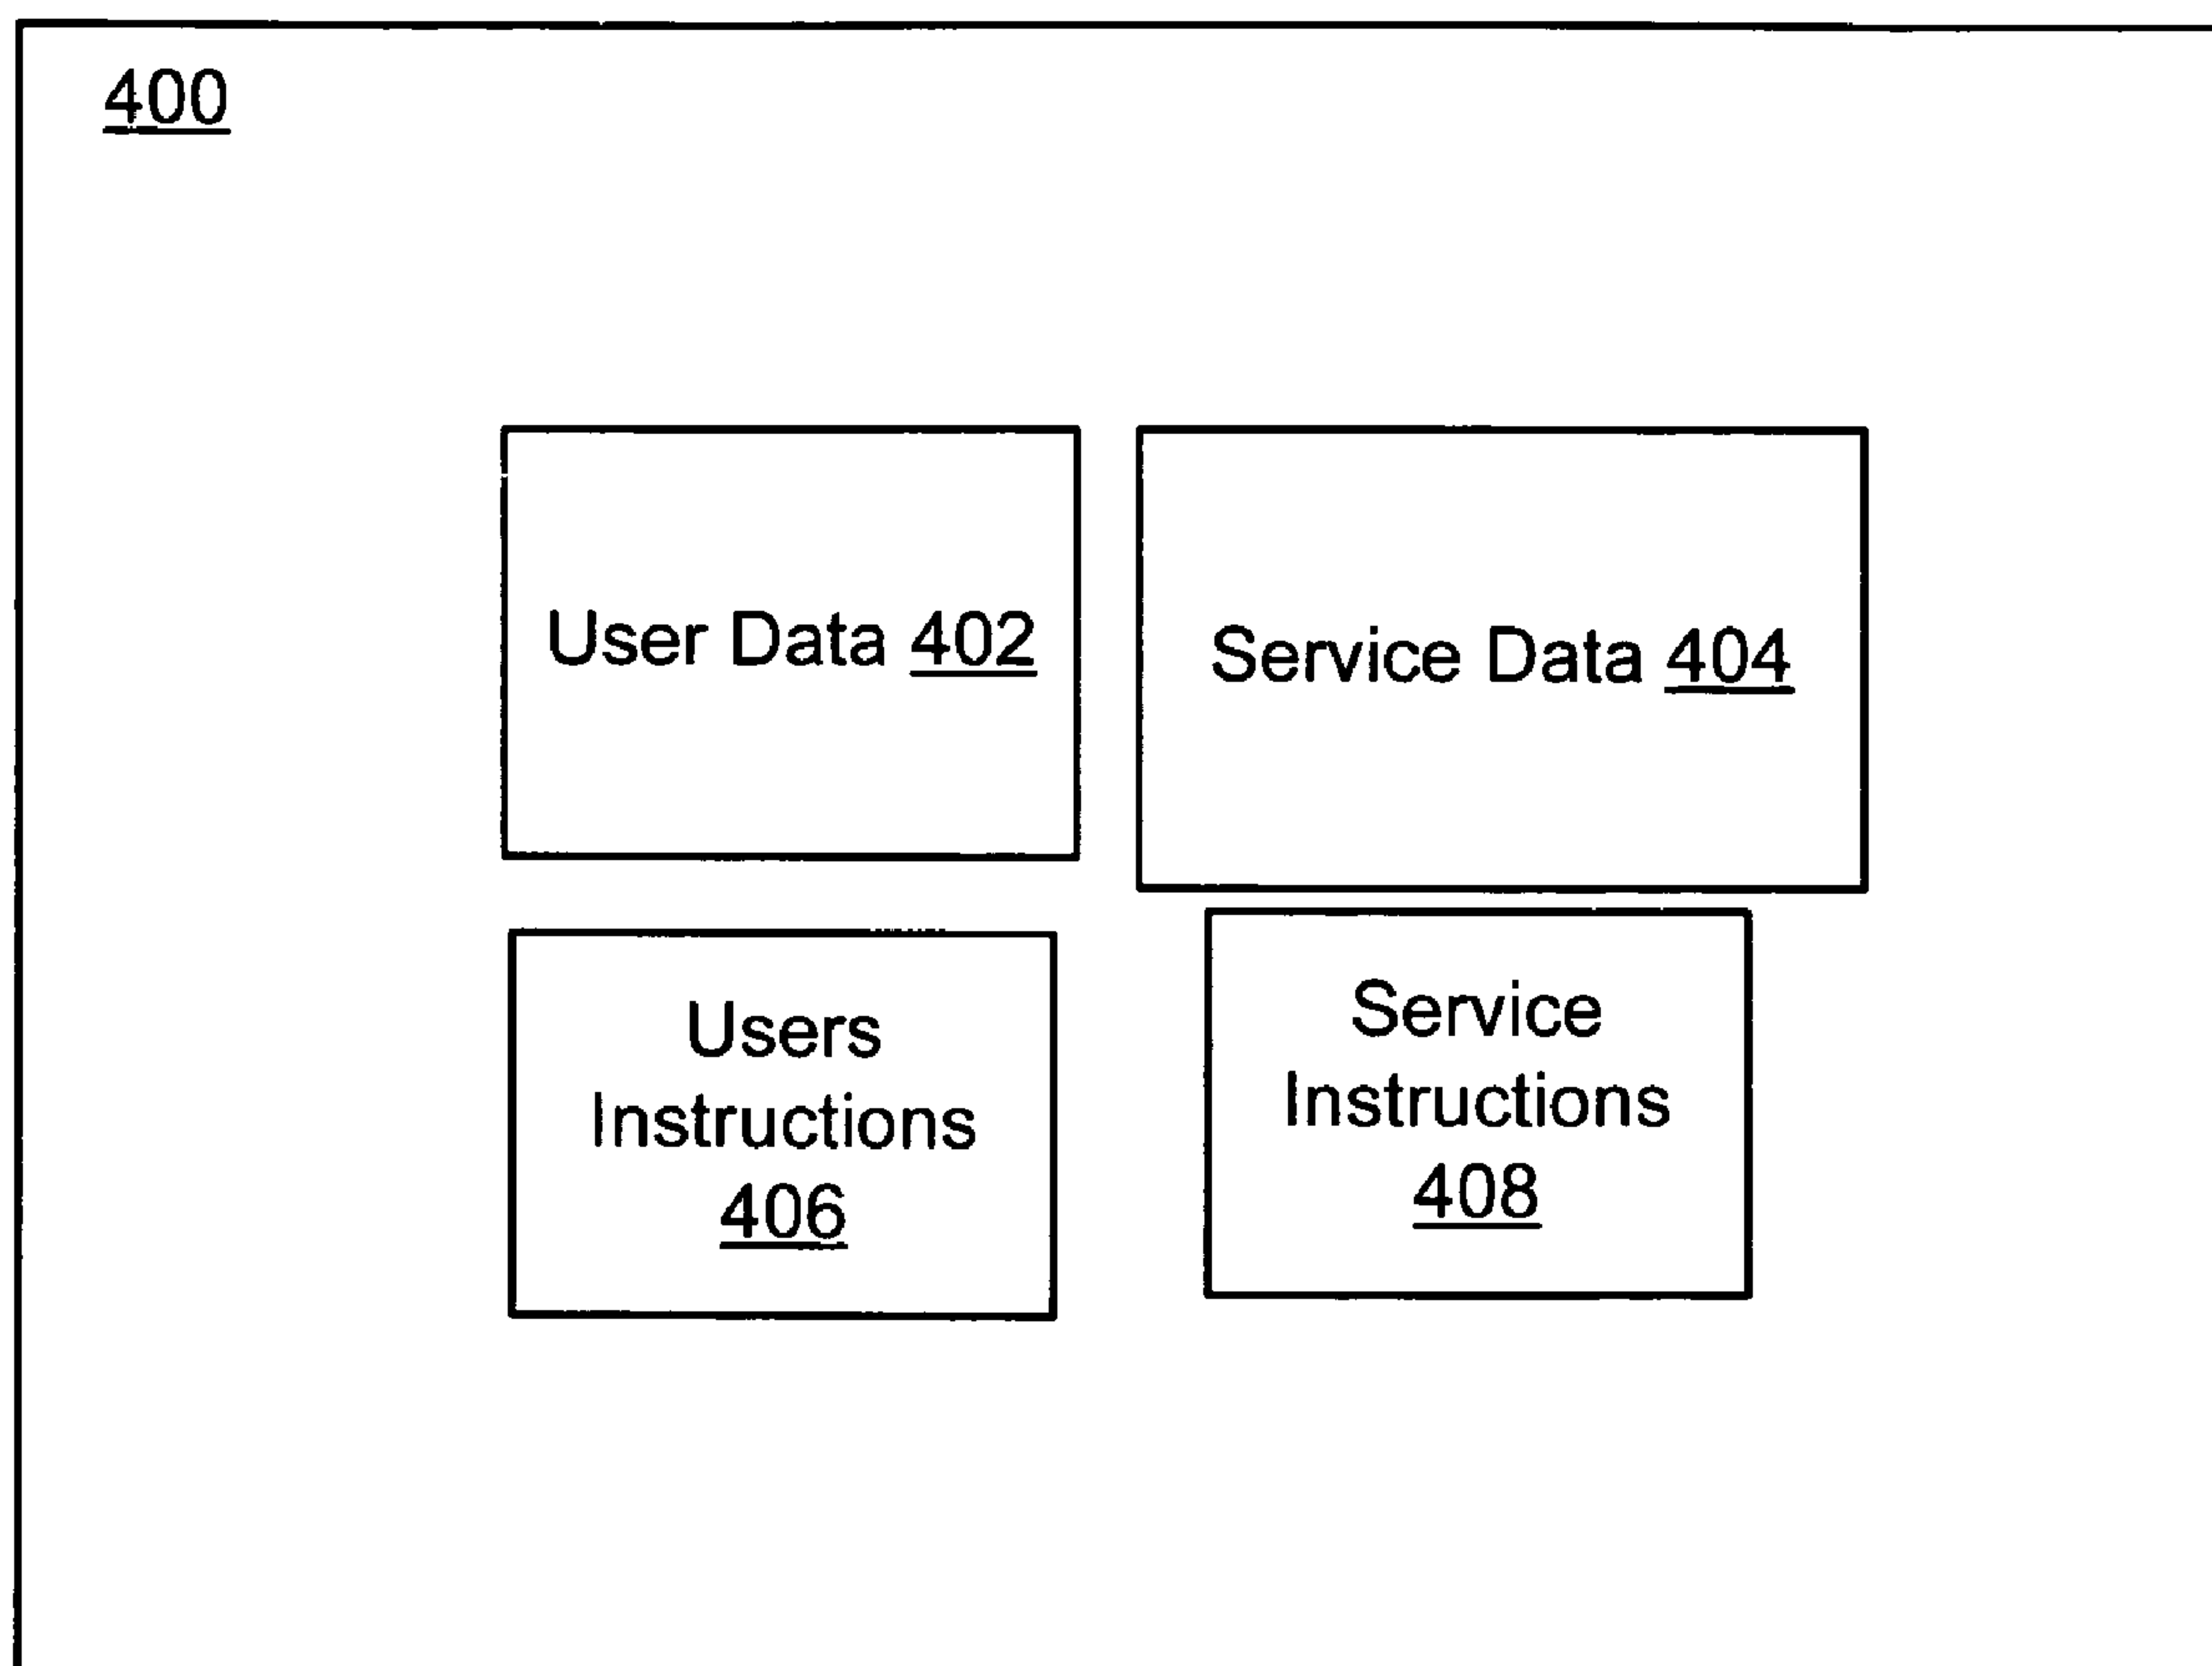 400
User Data 402
Service Data 404
Users
Instructions
406
Service
Instructions
408